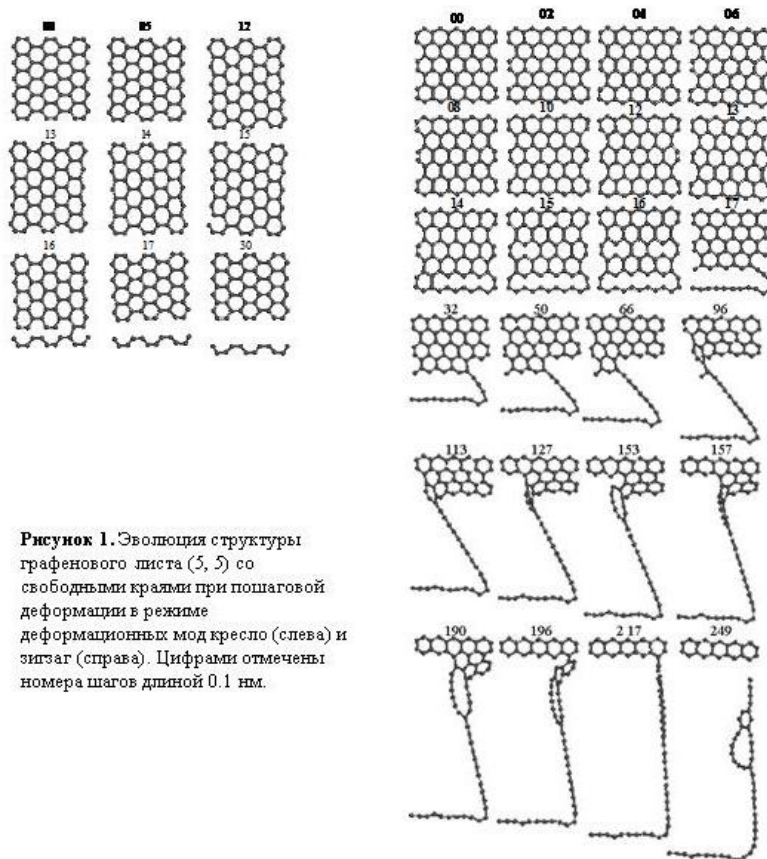 00 05 12
13 14 15
16 17 30
00 02 04 06
08 10 12 13
14 15 16 17
32 50 66 96
113 127 153 157
190 196 217 249
Рисунок 1. Эволюция структуры
графенового листа (5, 5) со
свободными краями при пошаговой
деформации в режиме
деформационных мод кресло (слева) и
зигзаг (справа). Цифрами отмечены
номера шагов длиной 0.1 нм.